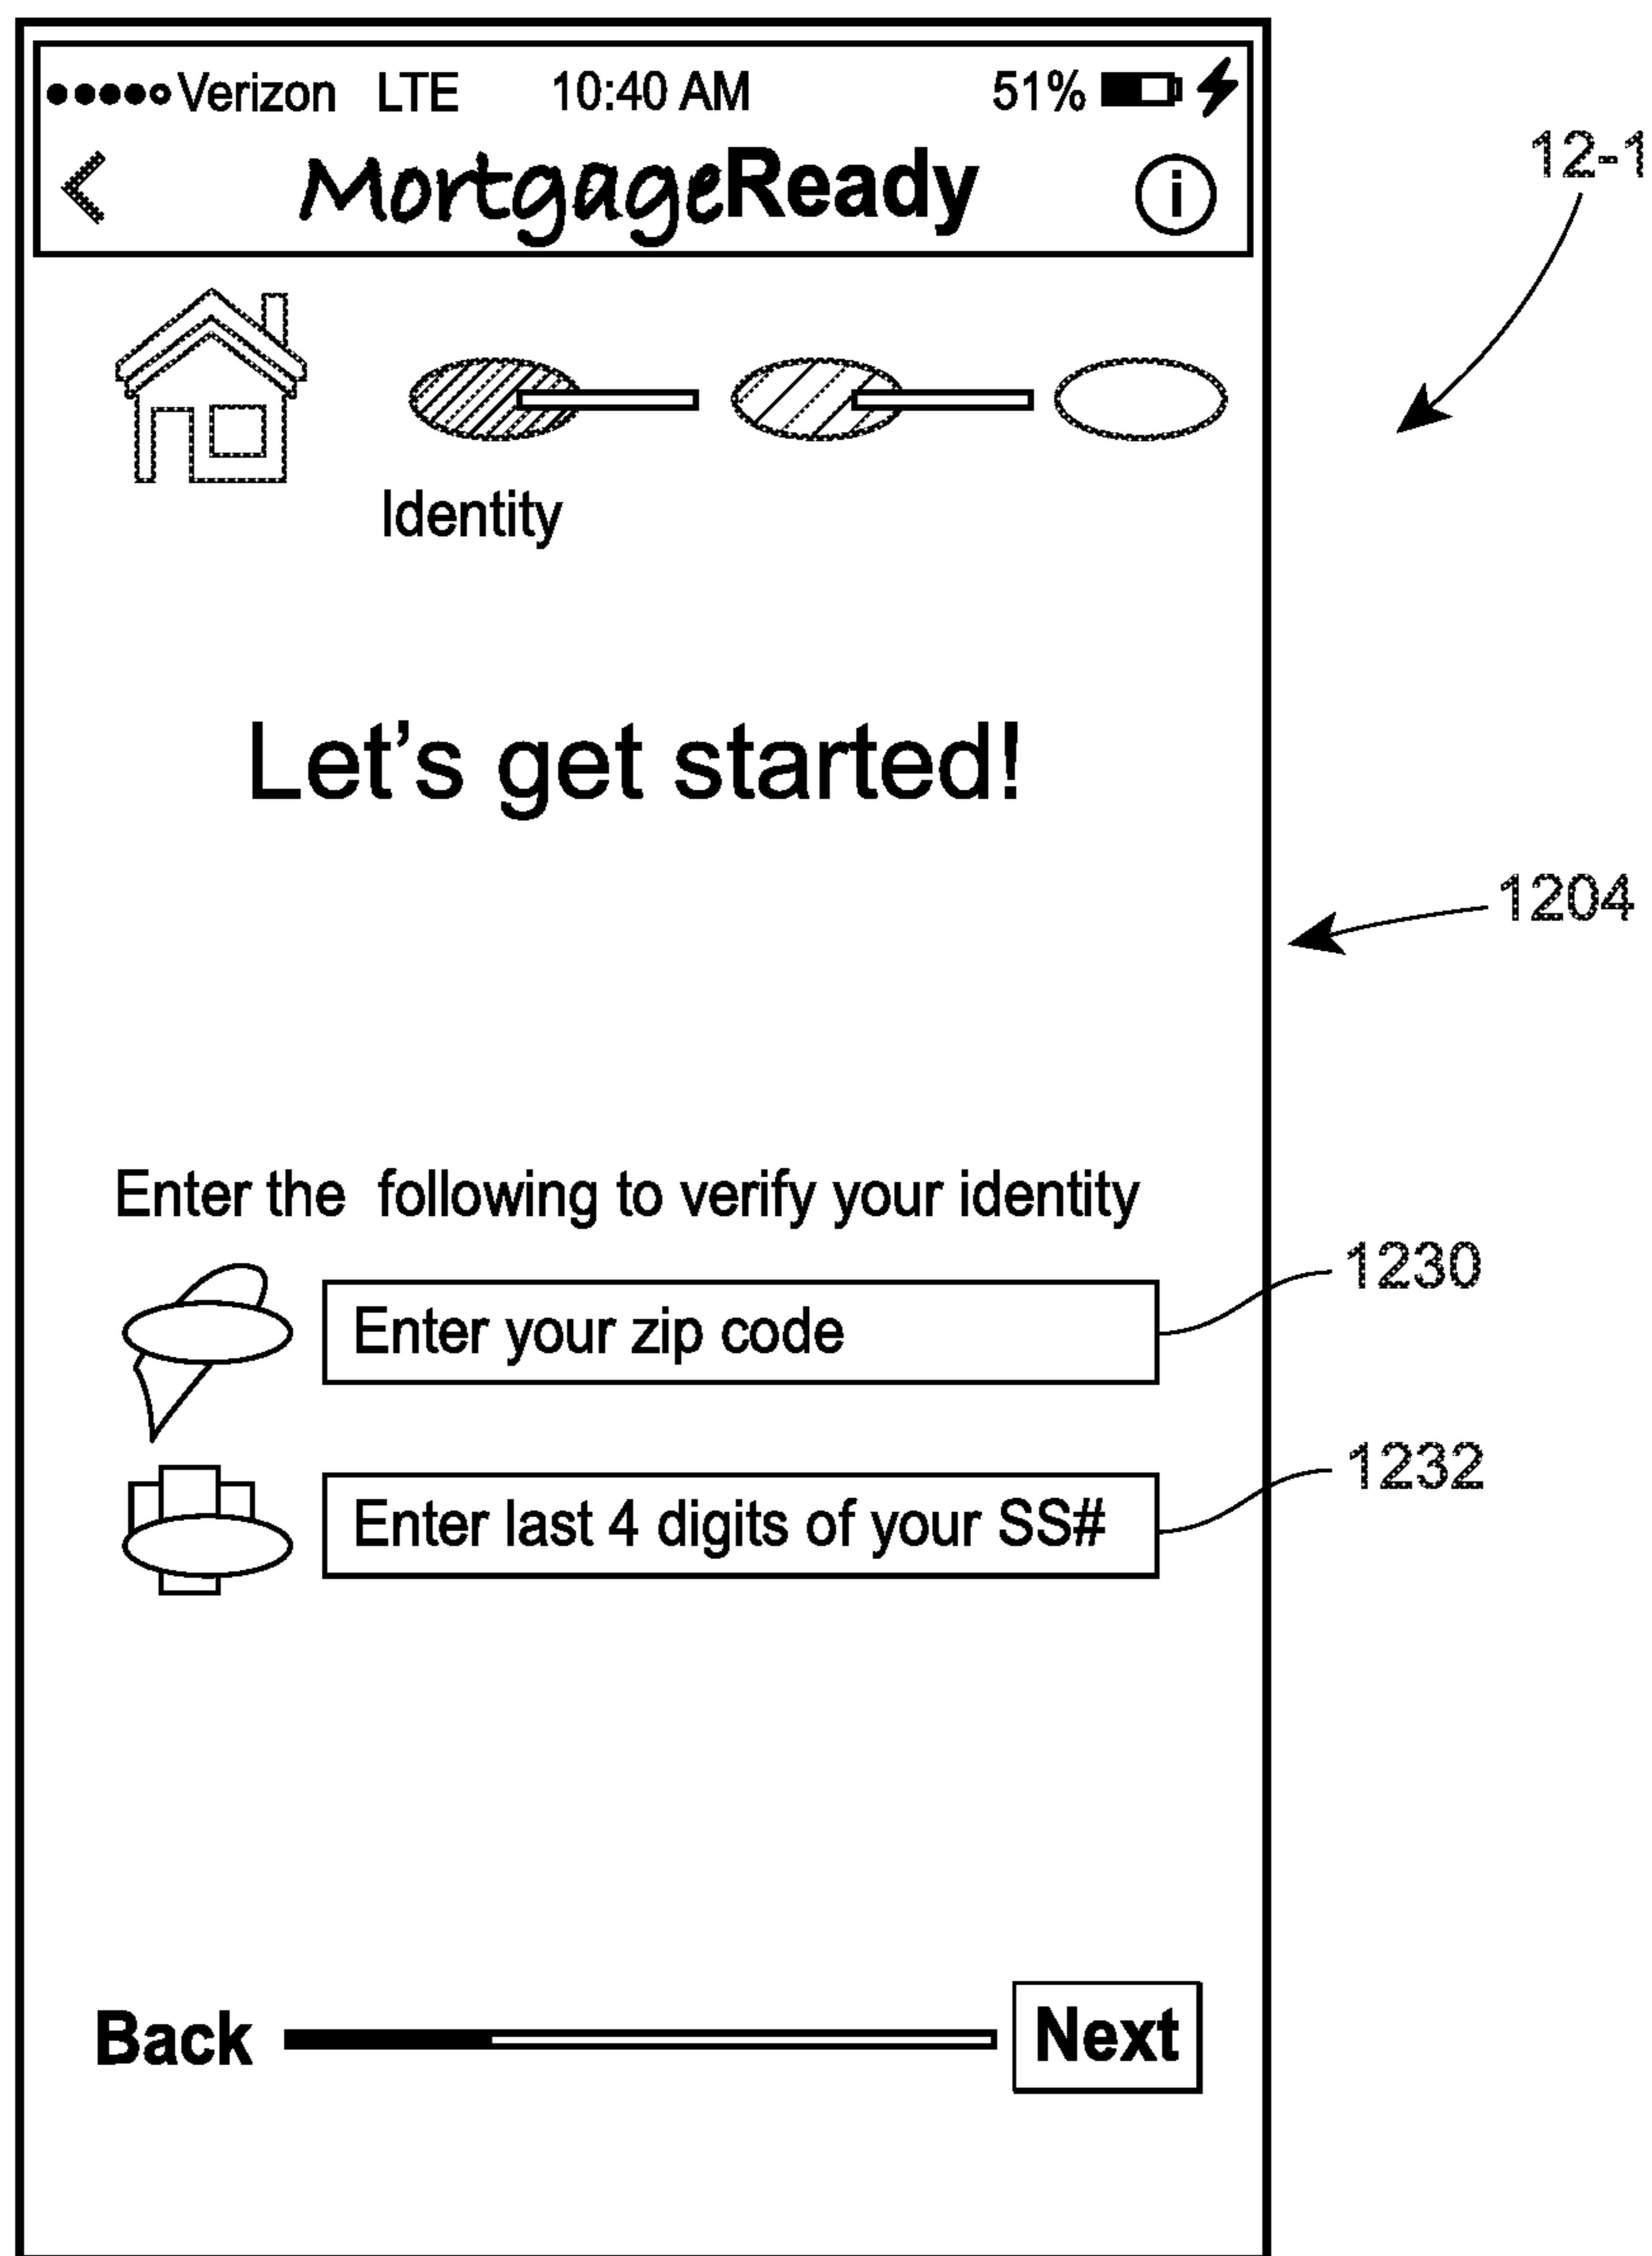 Verizon LTE 10:40 AM 51%
MortgageReady i
12-1
Identity
Let's get started!
1204
Enter the following to verify your identity
1230
Enter your zip code
1232
Enter last 4 digits of your SS#
Back Next